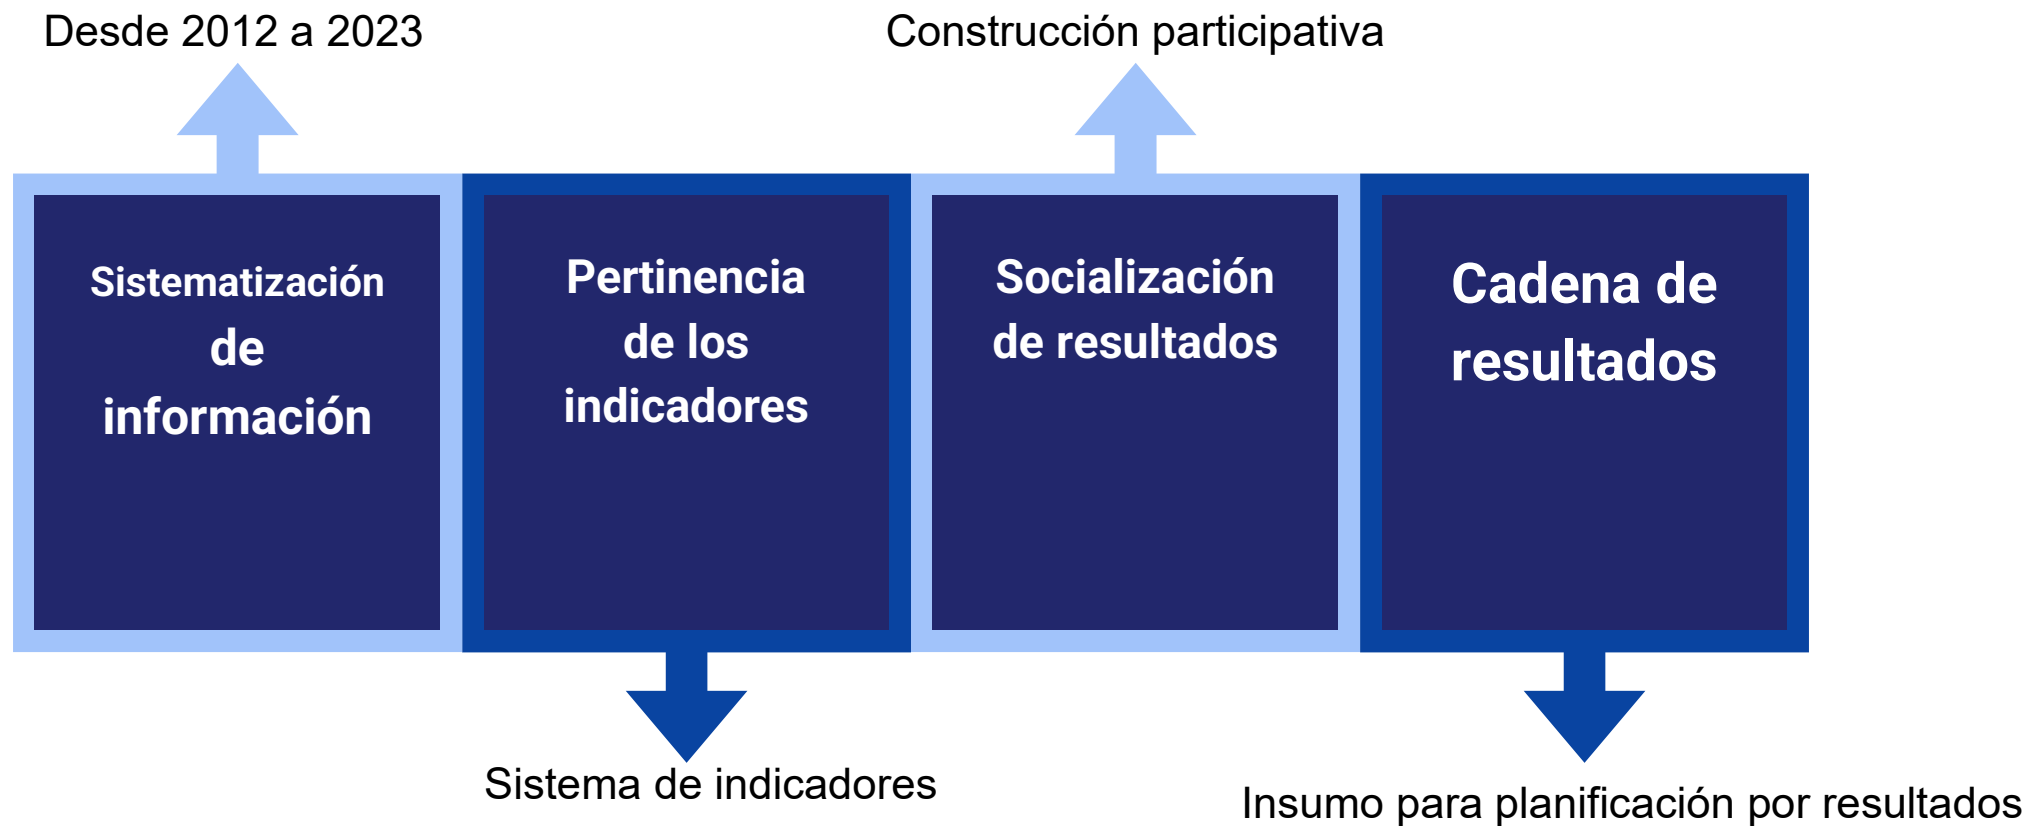 Desde 2012 a 2023
Construcción participativa
Sistematización
de
información
Pertinencia
de los
indicadores
Socialización
de resultados
Cadena de
resultados
Sistema de indicadores
Insumo para planificación por resultados